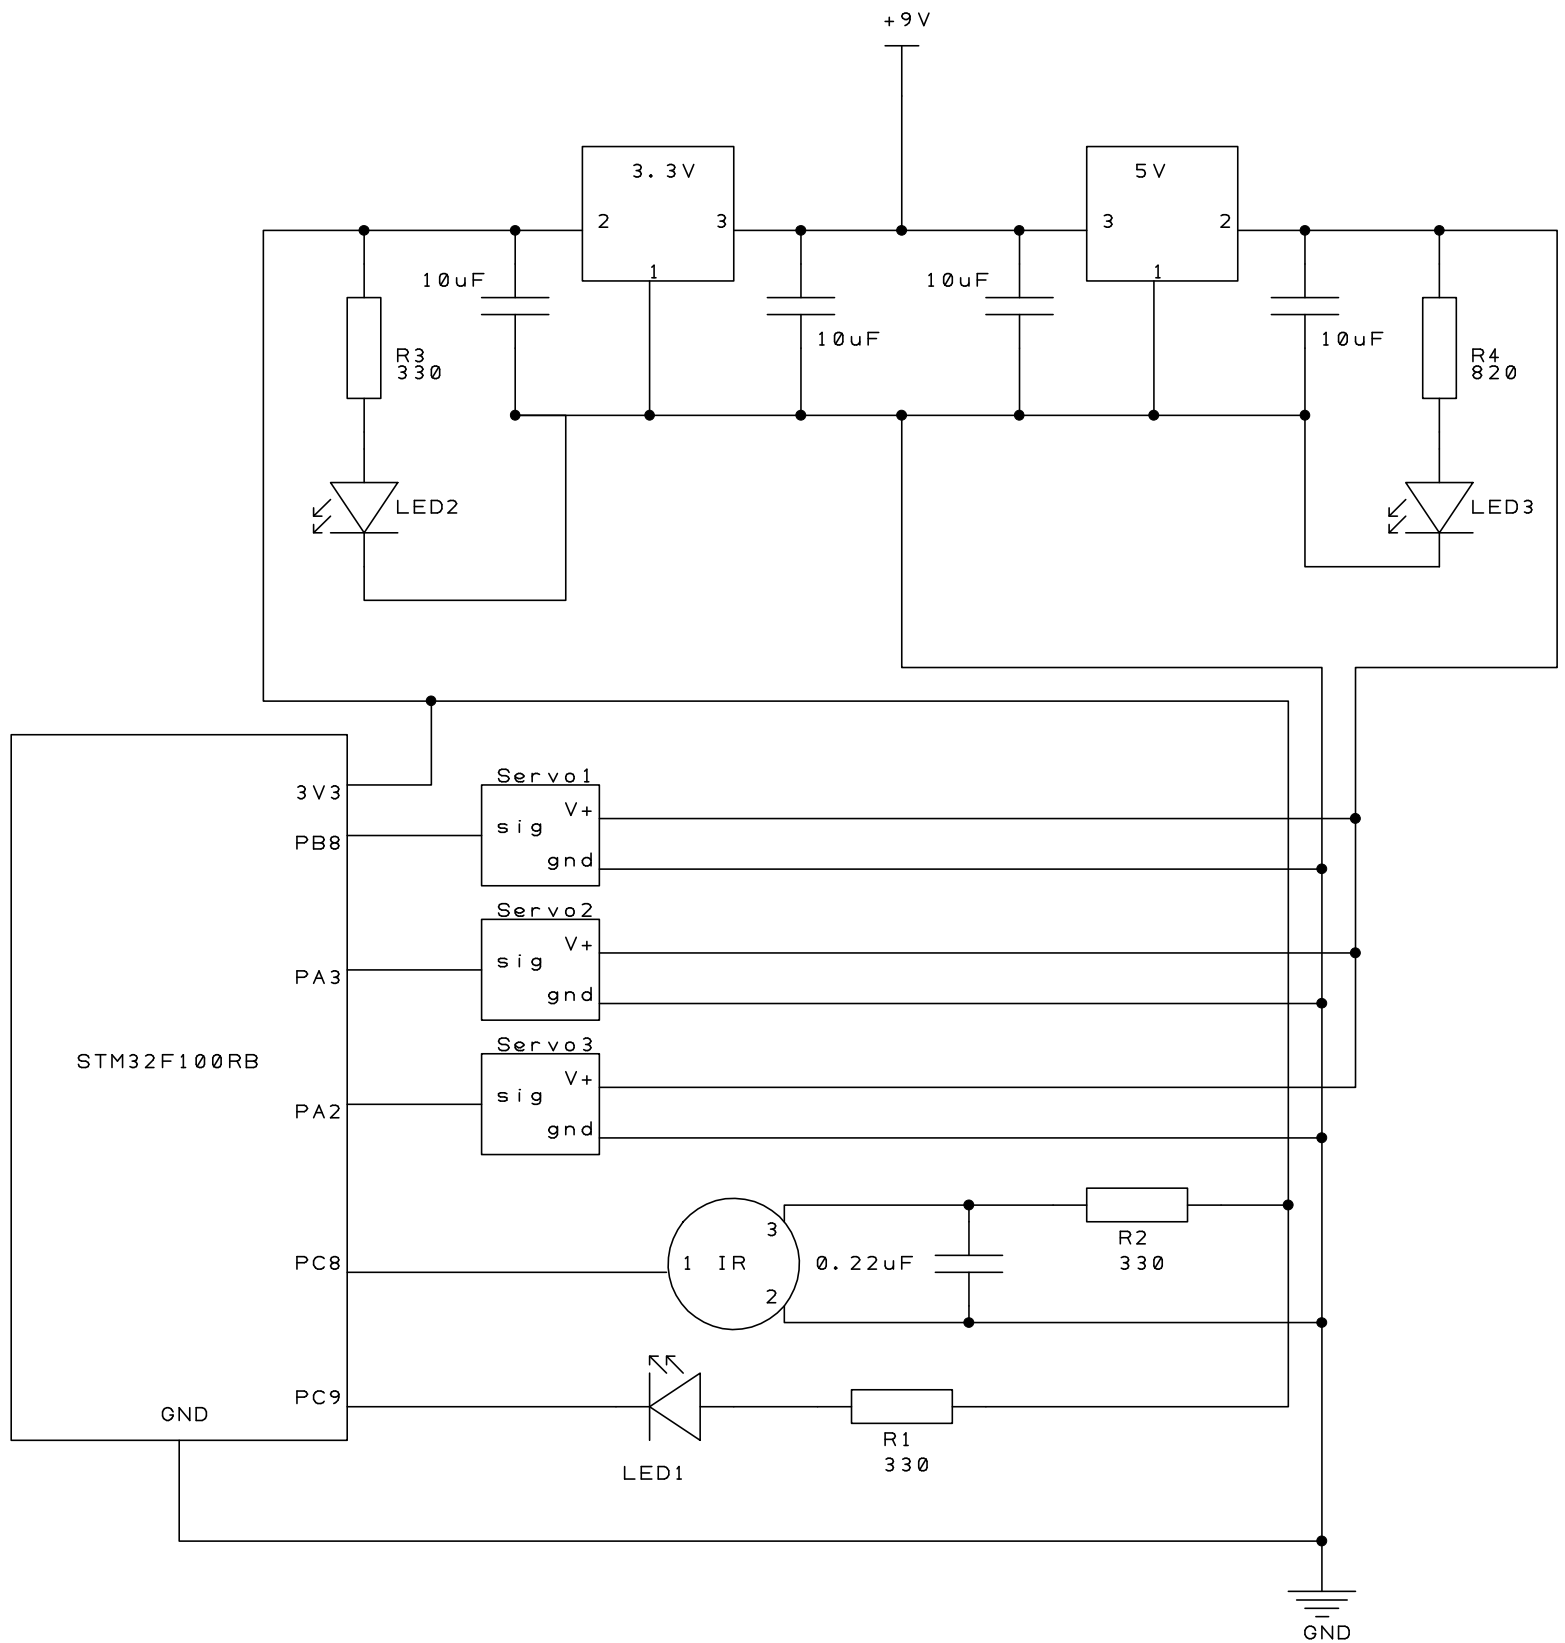 +9V
3.3V
2
3
1
5V
3
2
1
10uF
10uF
10uF
10uF
R3
330
R4
820
LED2
LED3
3V3
PB8
PA3
STM32F100RB
PA2
PC8
PC9
GND
Servo1
V+
sig
gnd
Servo2
V+
sig
gnd
Servo3
V+
sig
gnd
3
1 IR
2
0.22uF
R2
330
LED1
R1
330
GND